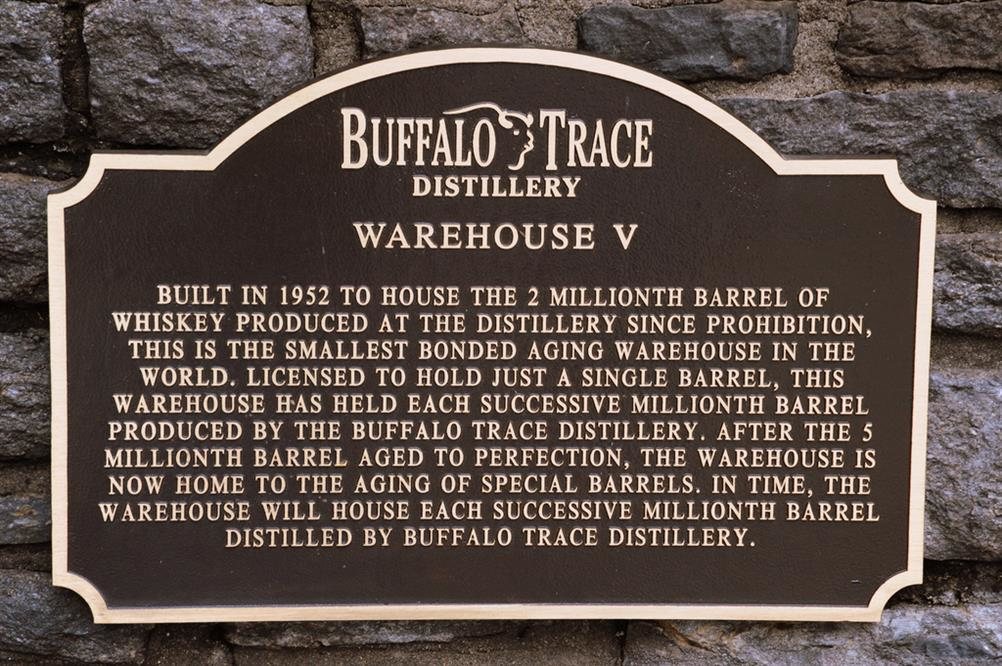 BUFFALO TRACE
DISTILLERY
WAREHOUSE V
BUILT IN 1952 TO HOUSE THE 2 MILLIONTH BARREL OF
WHISKEY PRODUCED AT THE DISTILLERY SINCE PROHIBITION,
THIS IS THE SMALLEST BONDED AGING WAREHOUSE IN THE
WORLD. LICENSED TO HOLD JUST A SINGLE BARREL, THIS
WAREHOUSE HAS HELD EACH SUCCESSIVE MILLIONTH BARREL
PRODUCED BY THE BUFFALO TRACE DISTILLERY. AFTER THE 5
MILLIONTH BARREL AGED TO PERFECTION, THE WAREHOUSE IS
NOW HOME TO THE AGING OF SPECIAL BARRELS. IN TIME, THE
WAREHOUSE WILL HOUSE EACH SUCCESSIVE MILLIONTH BARREL
DISTILLED BY BUFFALO TRACE DISTILLERY.